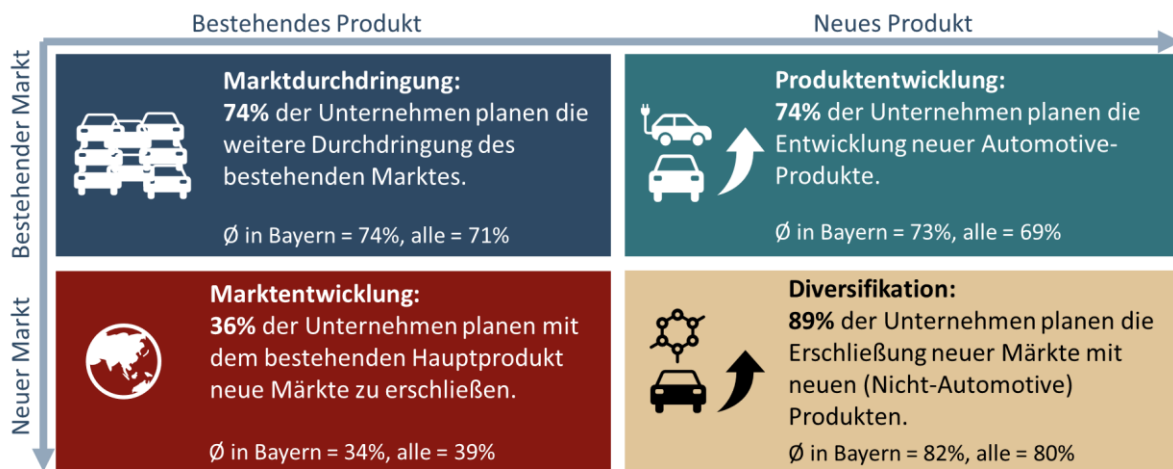 Bestehendes Produkt
Neues Produkt
Bestehender Markt
Marktdurchdringung:
74% der Unternehmen planen die
weitere Durchdringung des
bestehenden Marktes.
Ø in Bayern = 74%, alle = 71%
Produktentwicklung:
74% der Unternehmen planen die
Entwicklung neuer Automotive-
Produkte.
Ø in Bayern = 73%, alle = 69%
Neuer Markt
Marktentwicklung:
36% der Unternehmen planen mit
dem bestehenden Hauptprodukt
neue Märkte zu erschließen.
Ø in Bayern = 34%, alle = 39%
Diversifikation:
89% der Unternehmen planen die
Erschließung neuer Märkte mit
neuen (Nicht-Automotive)
Produkten.
Ø in Bayern = 82%, alle = 80%